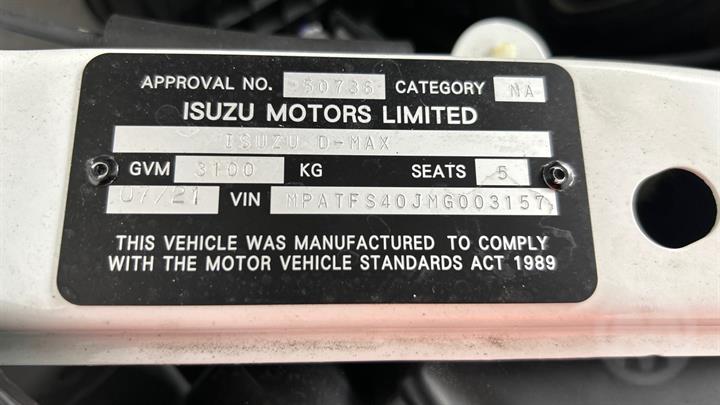 APPROVAL NO. 50736 CATEGORY NA
ISUZU MOTORS LIMITED
ISUZU D-MAX
GVM 3100 KG SEATS 5
07/21 VIN MPATFS40JMG003157
THIS VEHICLE WAS MANUFACTURED TO COMPLY
WITH THE MOTOR VEHICLE STANDARDS ACT 1989